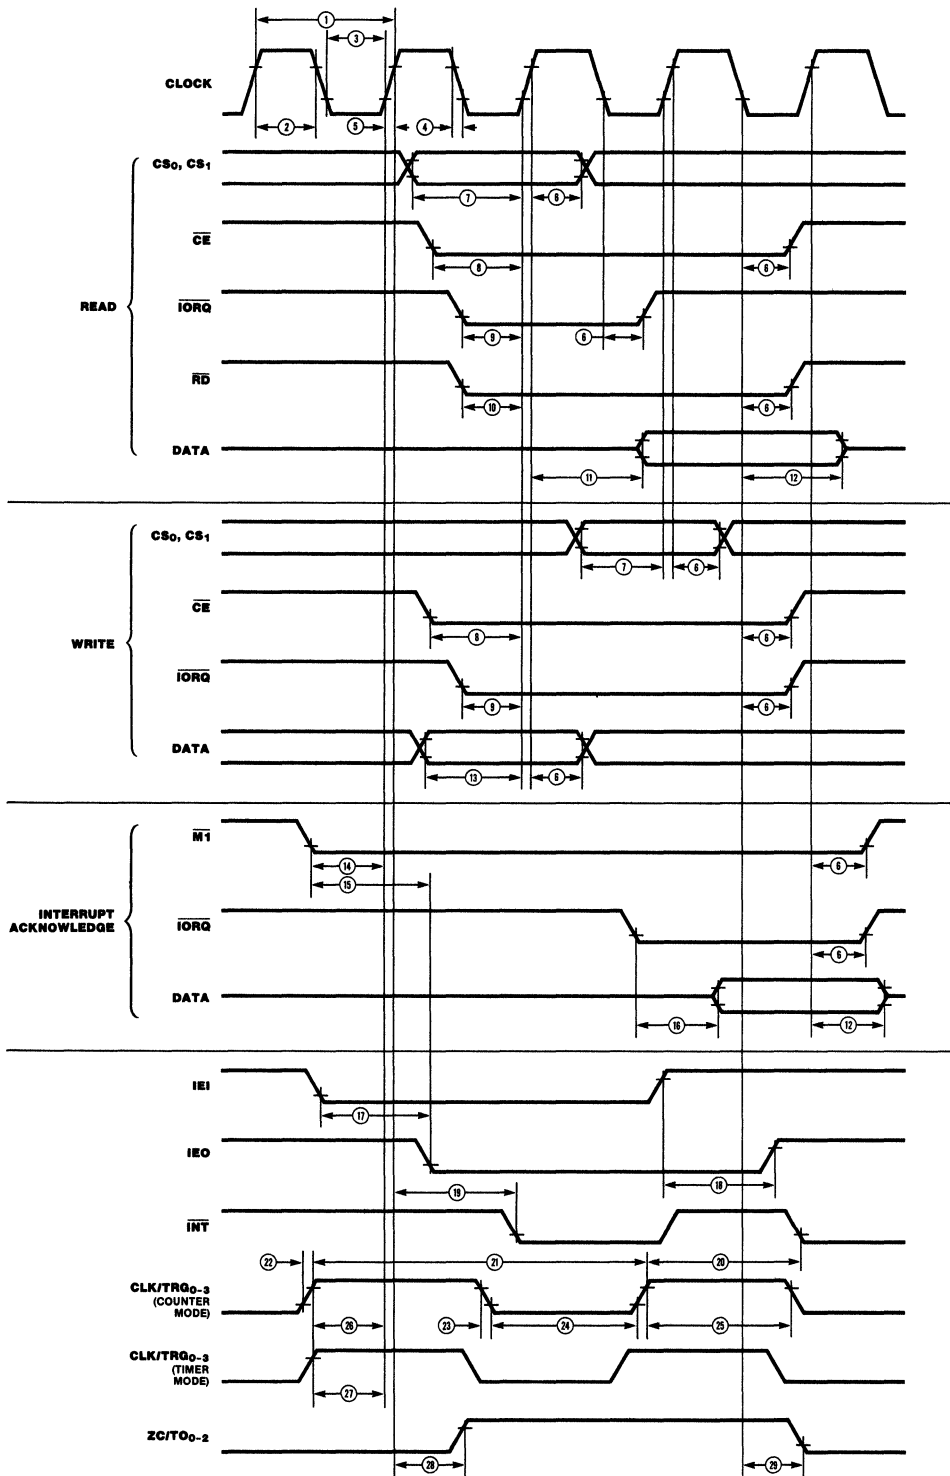 1
3
CLOCK
2
5
4
READ
CS0, CS1
7
6
CE
8
6
IORQ
9
6
RD
10
6
DATA
11
12
WRITE
CS0, CS1
7
6
CE
8
6
IORQ
9
6
DATA
13
6
INTERRUPT
ACKNOWLEDGE
M1
14
6
15
IORQ
6
DATA
16
12
IEI
17
IEO
18
19
INT
22
21
20
CLK/TRG0-3
(COUNTER
MODE)
26
23
24
25
CLK/TRG0-3
(TIMER
MODE)
27
ZC/TO0-2
28
29